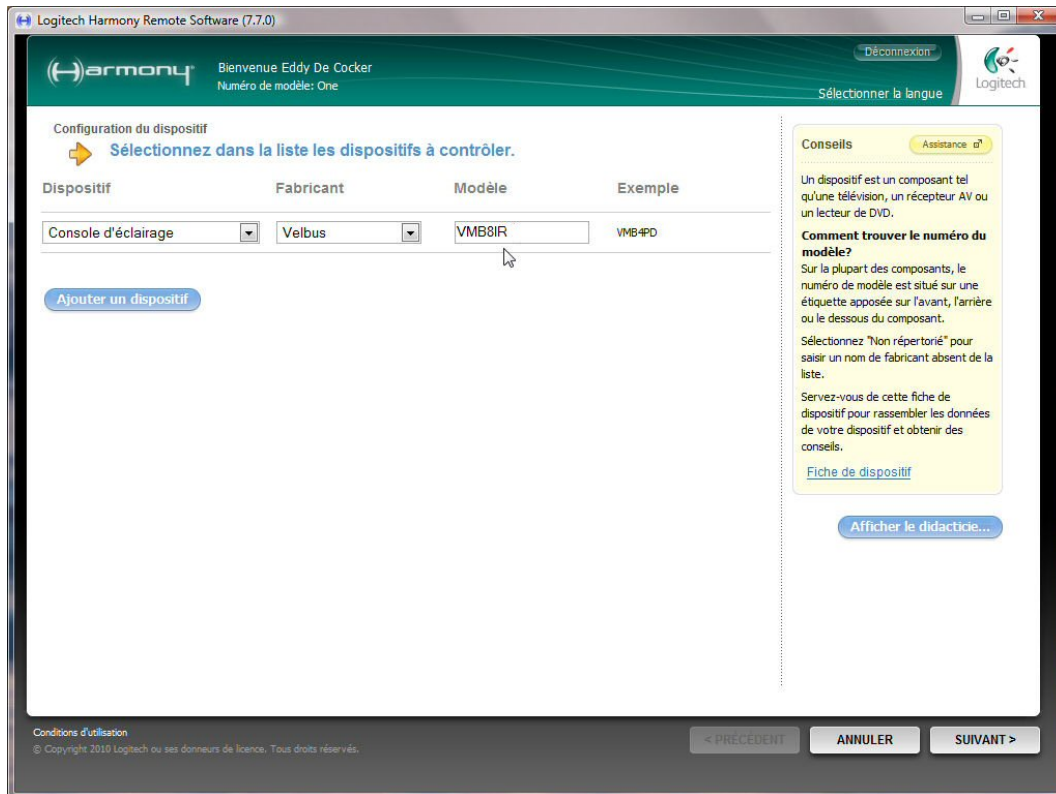 Logitech Harmony Remote Software (7.7.0)
Harmony
Bienvenue Eddy De Cocker
Numéro de modèle: One
Déconnexion
Sélectionner la langue
Logitech
Configuration du dispositif
Sélectionnez dans la liste les dispositifs à contrôler.
Dispositif Fabricant Modèle Exemple
Console d'éclairage Velbus VMB8IR VMB4PD
Ajouter un dispositif
Conseils Assistance
Un dispositif est un composant tel
qu'une télévision, un récepteur AV ou
un lecteur de DVD.
Comment trouver le numéro du
modèle?
Sur la plupart des composants, le
numéro de modèle est situé sur une
étiquette apposée sur l'avant, l'arrière
ou le dessous du composant.
Sélectionnez "Non répertorié" pour
saisir un nom de fabricant absent de la
liste.
Servez-vous de cette fiche de
dispositif pour rassembler les données
de votre dispositif et obtenir des
conseils.
Fiche de dispositif
Afficher le didacticie...
Conditions d'utilisation
© Copyright 2010 Logitech ou ses donneurs de licence. Tous droits réservés.
< PRÉCÉDENT ANNULER SUIVANT >